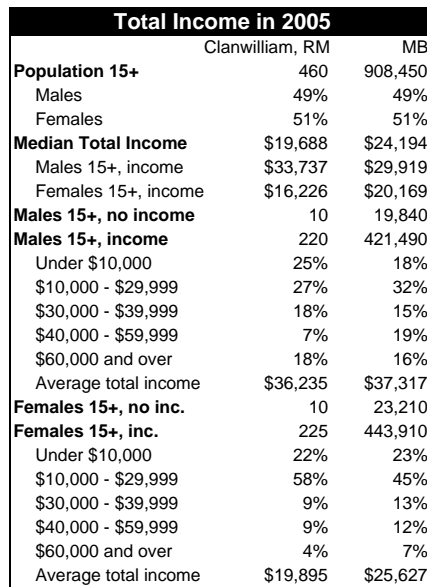 Total Income in 2005
Clanwilliam, RM MB
Population 15+ 460 908,450
Males 49% 49%
Females 51% 51%
Median Total Income $19,688 $24,194
Males 15+, income $33,737 $29,919
Females 15+, income $16,226 $20,169
Males 15+, no income 10 19,840
Males 15+, income 220 421,490
Under $10,000 25% 18%
$10,000 - $29,999 27% 32%
$30,000 - $39,999 18% 15%
$40,000 - $59,999 7% 19%
$60,000 and over 18% 16%
Average total income $36,235 $37,317
Females 15+, no inc. 10 23,210
Females 15+, inc. 225 443,910
Under $10,000 22% 23%
$10,000 - $29,999 58% 45%
$30,000 - $39,999 9% 13%
$40,000 - $59,999 9% 12%
$60,000 and over 4% 7%
Average total income $19,895 $25,627